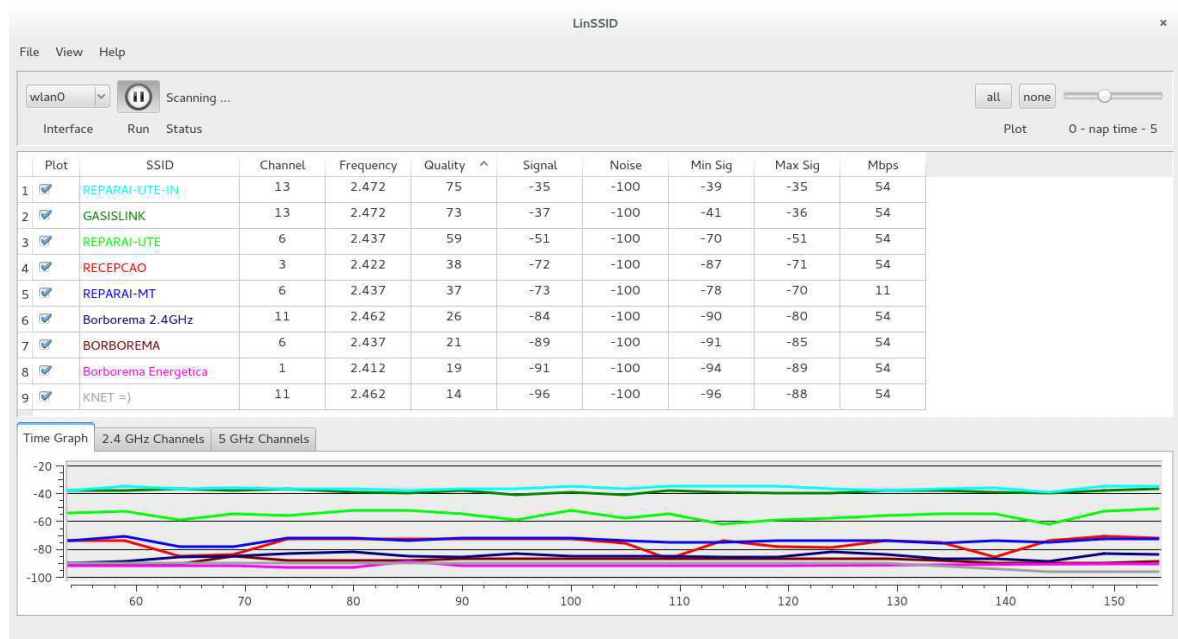 LinSSID ×
File View Help
wlan0 Scanning ... all none
Interface Run Status Plot 0 - nap time - 5
Plot SSID Channel Frequency Quality ^ Signal Noise Min Sig Max Sig Mbps
1 REPARAI-UTE-IN 13 2.472 75 -35 -100 -39 -35 54
2 GASISLINK 13 2.472 73 -37 -100 -41 -36 54
3 REPARAI-UTE 6 2.437 59 -51 -100 -70 -51 54
4 RECEPCAO 3 2.422 38 -72 -100 -87 -71 54
5 REPARAI-MT 6 2.437 37 -73 -100 -78 -70 11
6 Borborema 2.4GHz 11 2.462 26 -84 -100 -90 -80 54
7 BORBOREMA 6 2.437 21 -89 -100 -91 -85 54
8 Borborema Energetica 1 2.412 19 -91 -100 -94 -89 54
9 KNET =) 11 2.462 14 -96 -100 -96 -88 54
Time Graph 2.4 GHz Channels 5 GHz Channels
-20
-40
-60
-80
-100
60 70 80 90 100 110 120 130 140 150